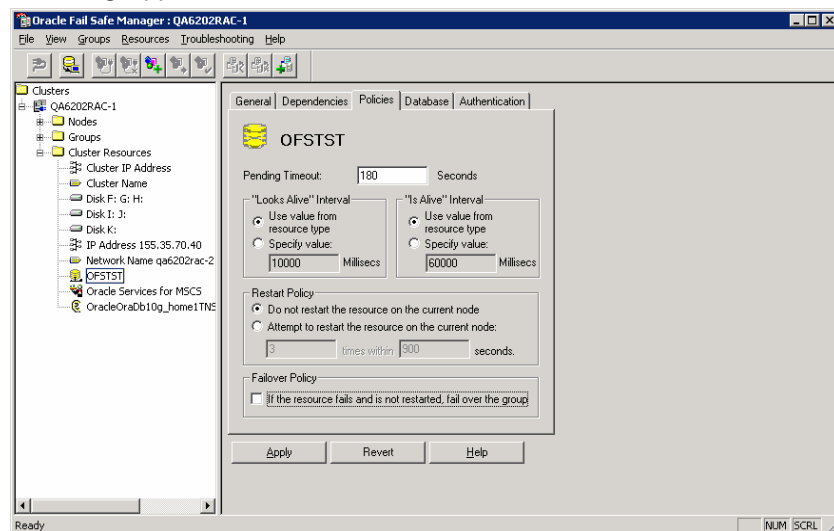 Oracle Fail Safe Manager : QA6202RAC-1
File View Groups Resources Troubleshooting Help
Clusters
QA6202RAC-1
Nodes
Groups
Cluster Resources
Cluster IP Address
Cluster Name
Disk F: G: H:
Disk I: J:
Disk K:
IP Address 155.35.70.40
Network Name qa6202rac-2
OFSTST
Oracle Services for MSCS
OracleOraDb10g_home1TNS
General Dependencies Policies Database Authentication
OFSTST
Pending Timeout: 180 Seconds
"Looks Alive" Interval
Use value from
resource type
Specify value:
10000 Millisecs
"Is Alive" Interval
Use value from
resource type
Specify value:
60000 Millisecs
Restart Policy
Do not restart the resource on the current node
Attempt to restart the resource on the current node:
3 times within 900 seconds.
Failover Policy
If the resource fails and is not restarted, fail over the group
Apply Revert Help
Ready NUM SCRL